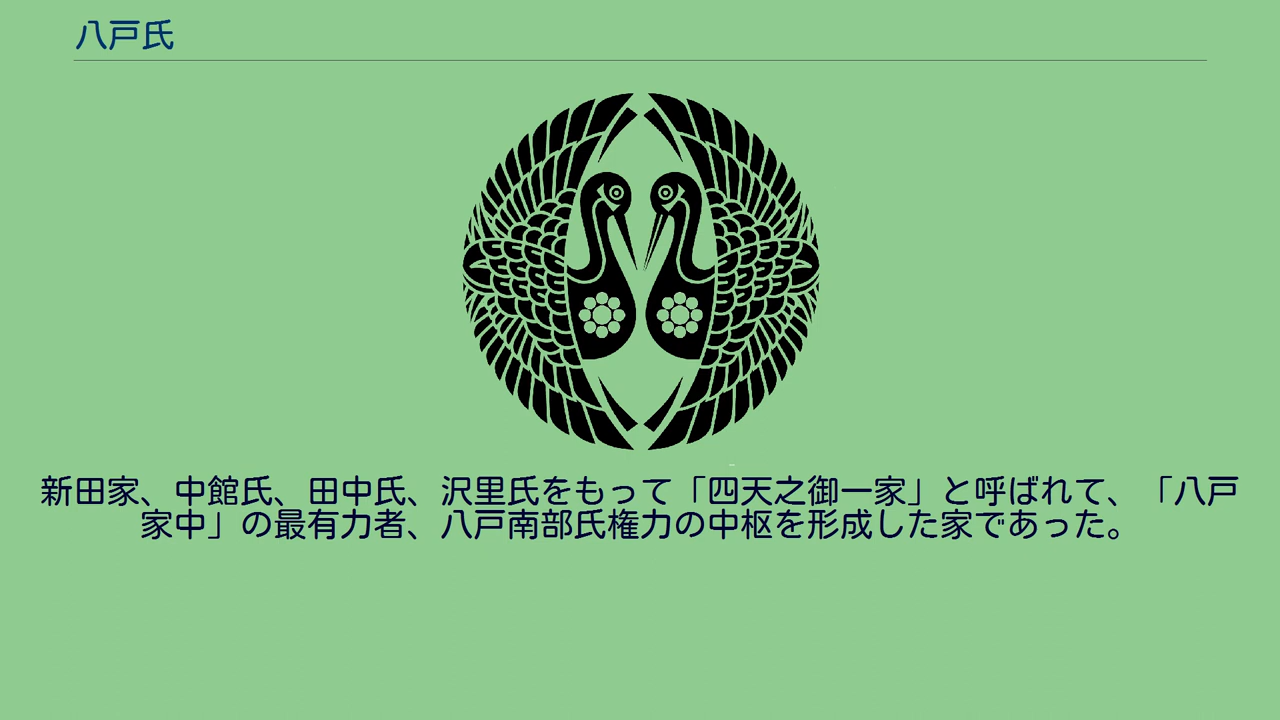 八戸氏
新田家、中館氏、田中氏、沢里氏をもって「四天之御一家」と呼ばれて、「八戸
家中」の最有力者、八戸南部氏権力の中枢を形成した家であった。